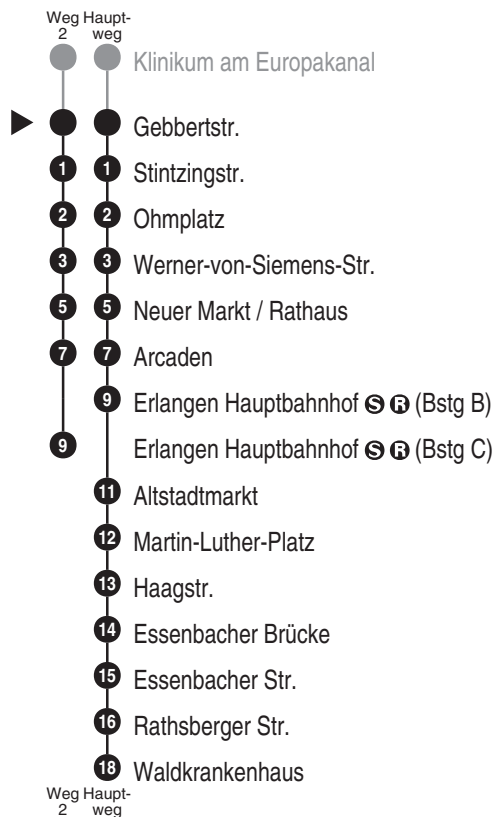 Weg Haupt-
2 weg
Klinikum am Europakanal
Gebbertstr.
1 1 Stintzingstr.
2 2 Ohmplatz
3 3 Werner-von-Siemens-Str.
5 5 Neuer Markt / Rathaus
7 7 Arcaden
9 Erlangen Hauptbahnhof S R (Bstg B)
9 Erlangen Hauptbahnhof S R (Bstg C)
11 Altstadtmarkt
12 Martin-Luther-Platz
13 Haagstr.
14 Essenbacher Brücke
15 Essenbacher Str.
16 Rathsberger Str.
18 Waldkrankenhaus
Weg Haupt-
2 weg